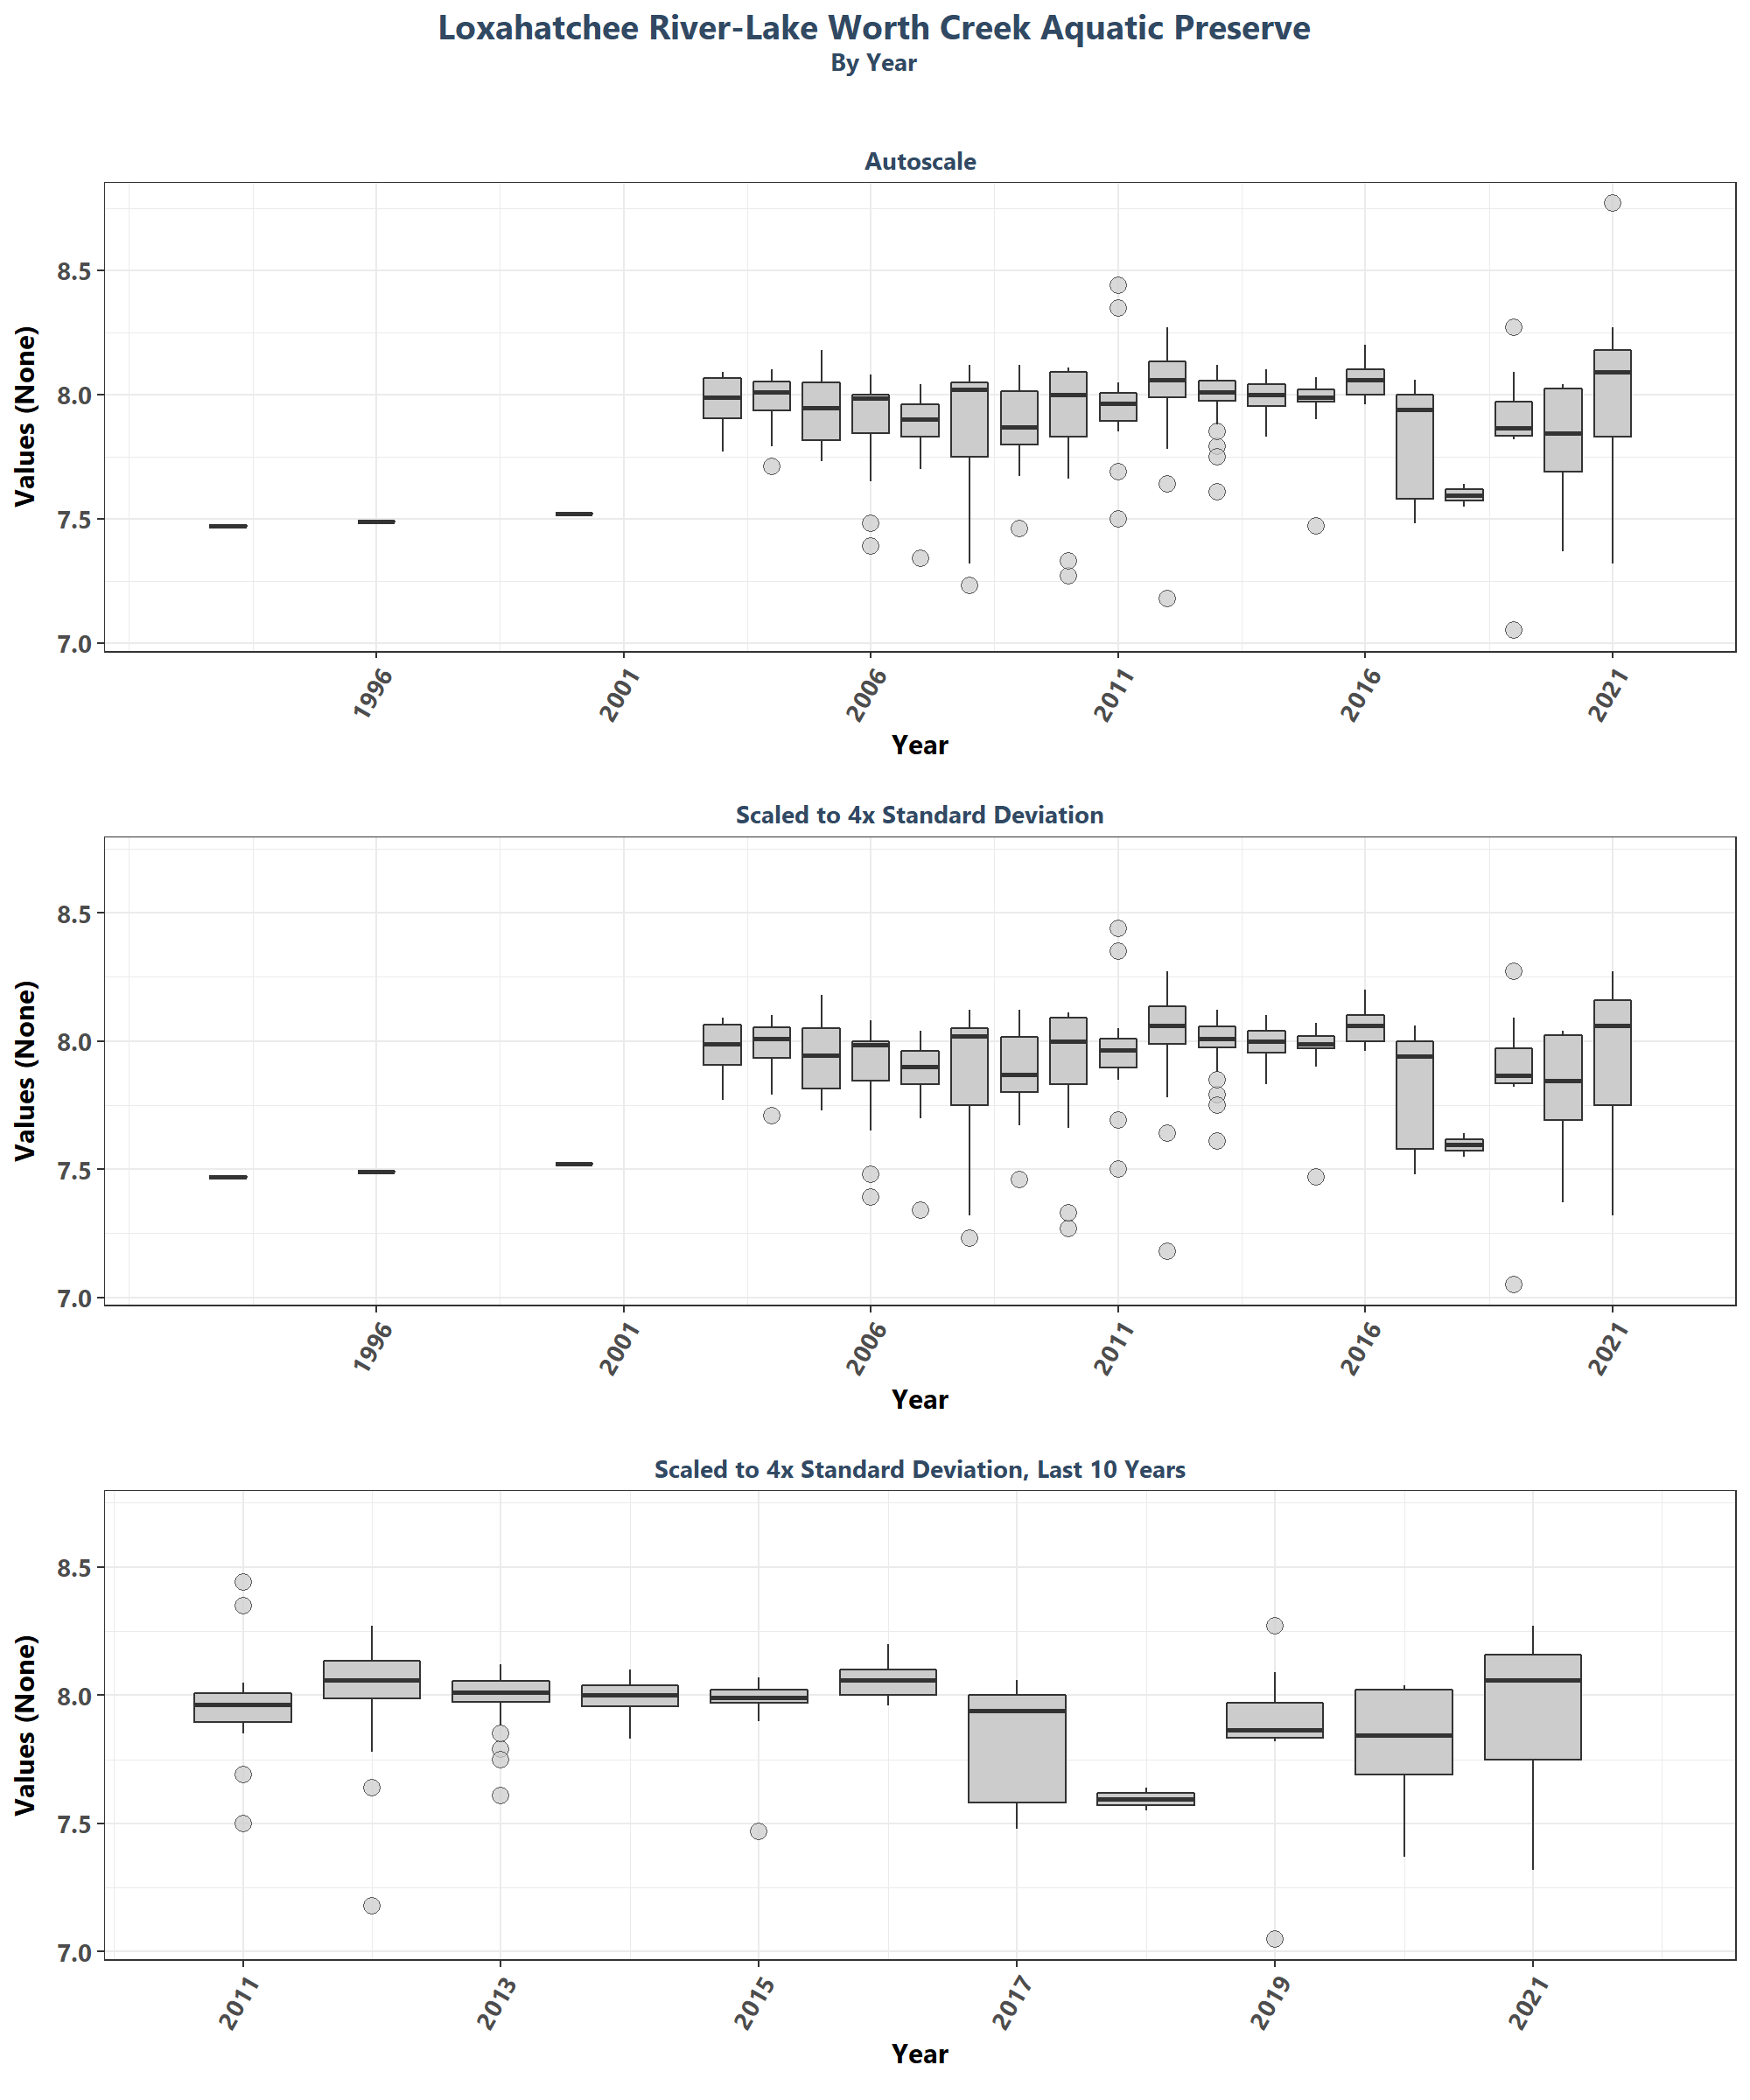 Loxahatchee River-Lake Worth Creek Aquatic Preserve
By Year
Autoscale
Values (None)
8.5
8.0
7.5
7.0
1996 2001 2006 2011 2016 2021
Year
Scaled to 4x Standard Deviation
Values (None)
8.5
8.0
7.5
7.0
1996 2001 2006 2011 2016 2021
Year
Scaled to 4x Standard Deviation, Last 10 Years
Values (None)
8.5
8.0
7.5
7.0
2011 2013 2015 2017 2019 2021
Year